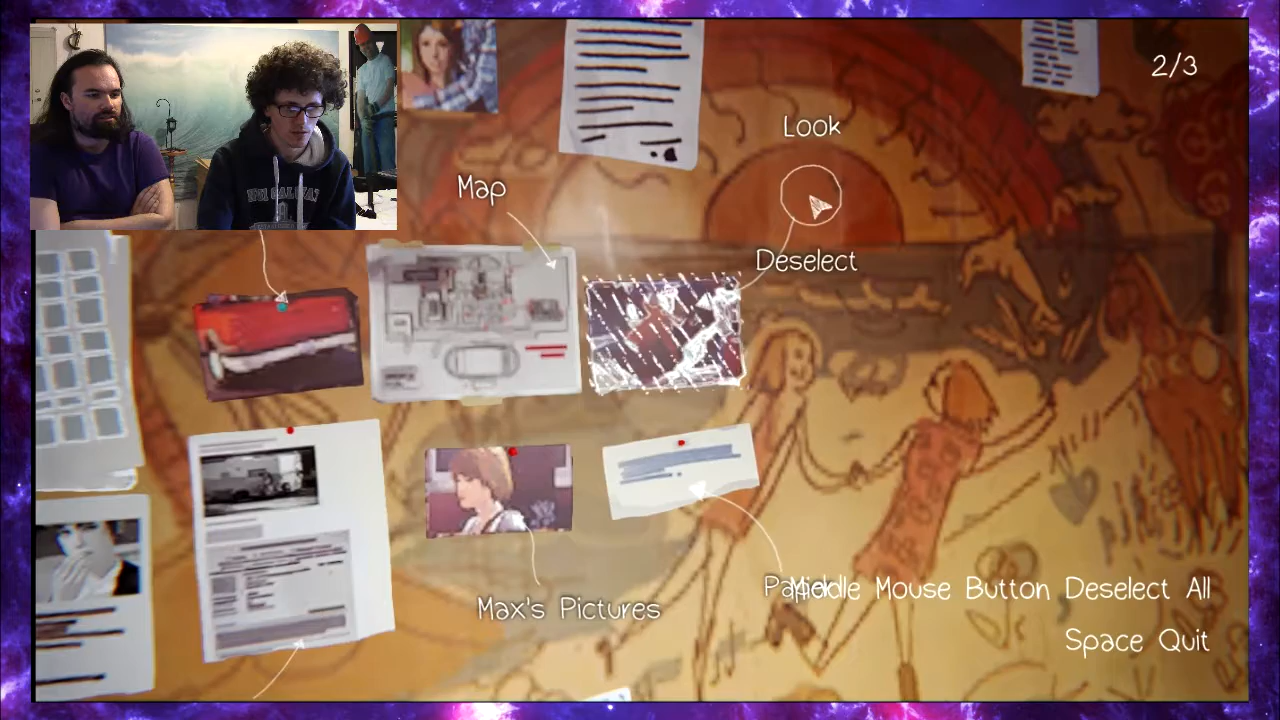 2/3
Look
Map
Deselect
Max's Pictures
Middle Mouse Button Deselect All
Space Quit